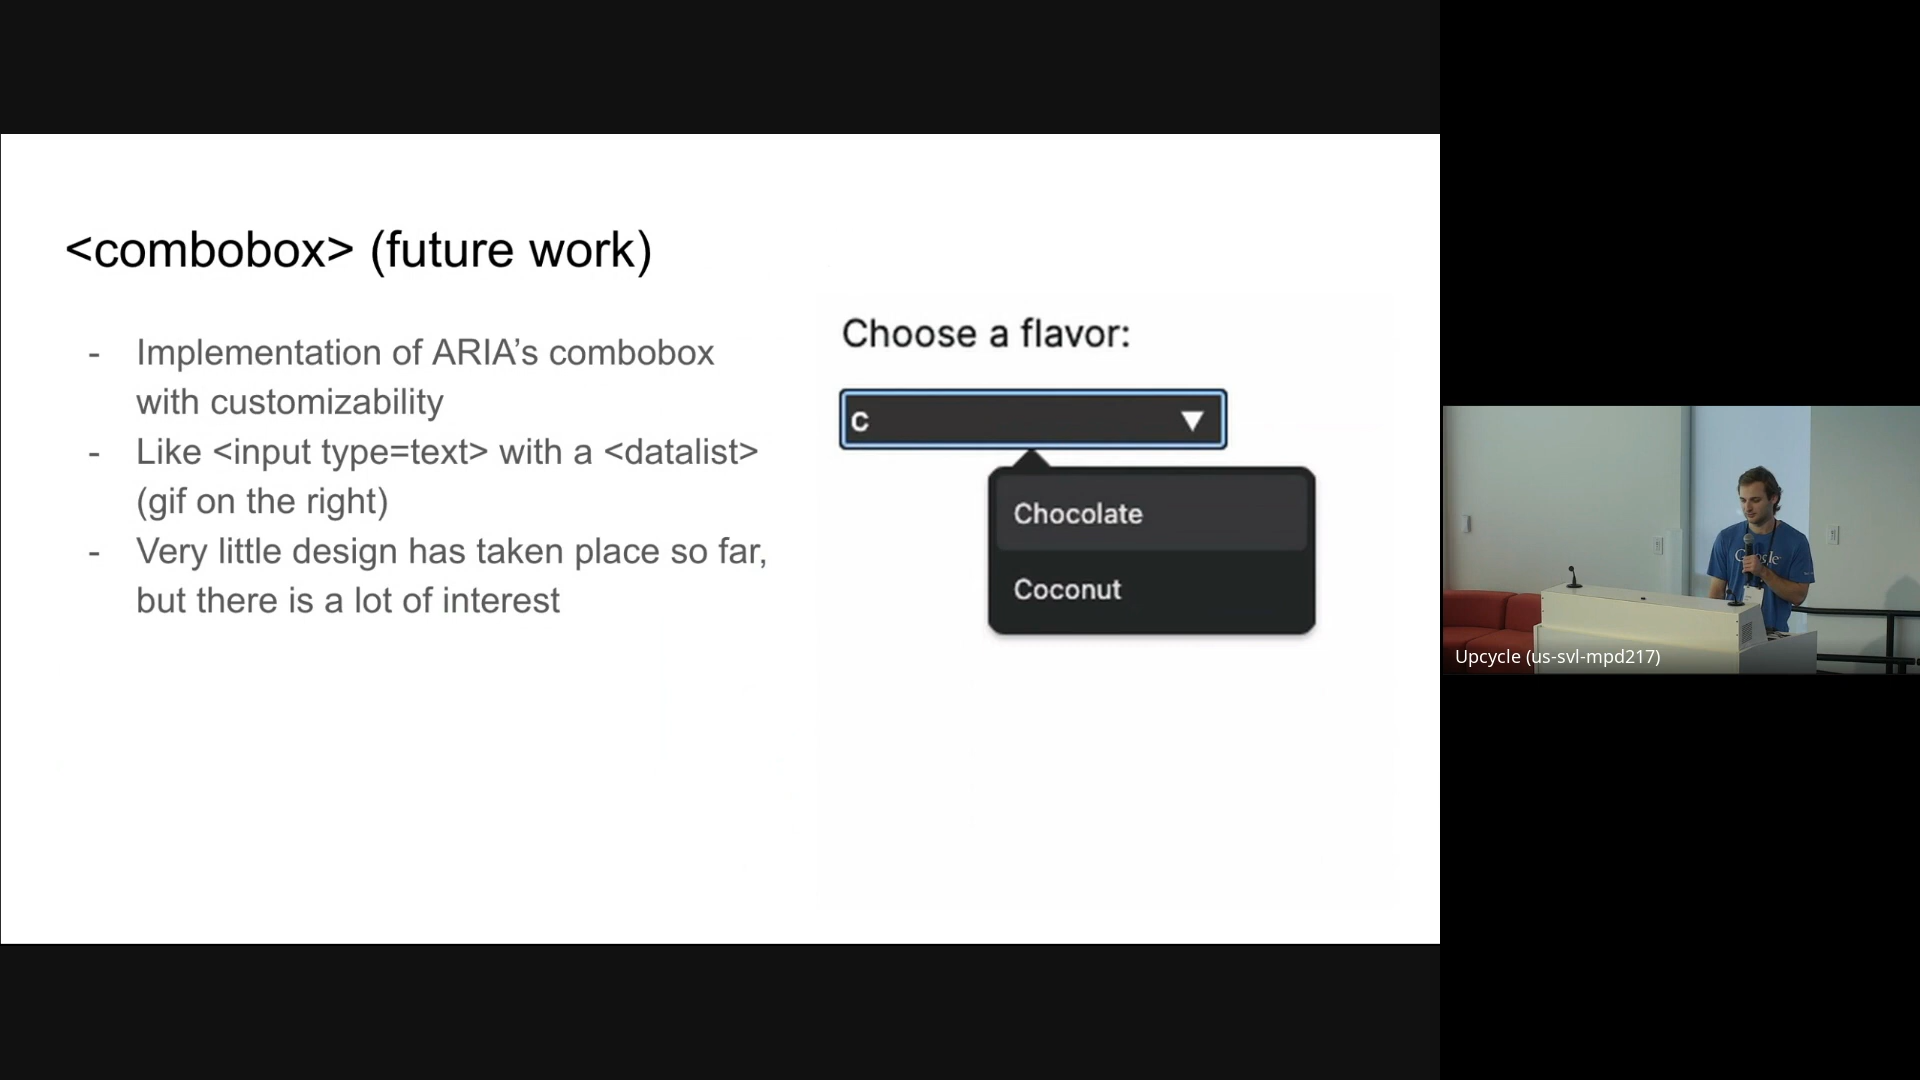 <combobox> (future work)
- Implementation of ARIA’s combobox
with customizability
- Like <input type=text> with a <datalist>
(gif on the right)
- Very little design has taken place so far,
but there is a lot of interest
Choose a flavor:
c
Chocolate
Coconut
Google
Upcycle (us-svl-mpd217)